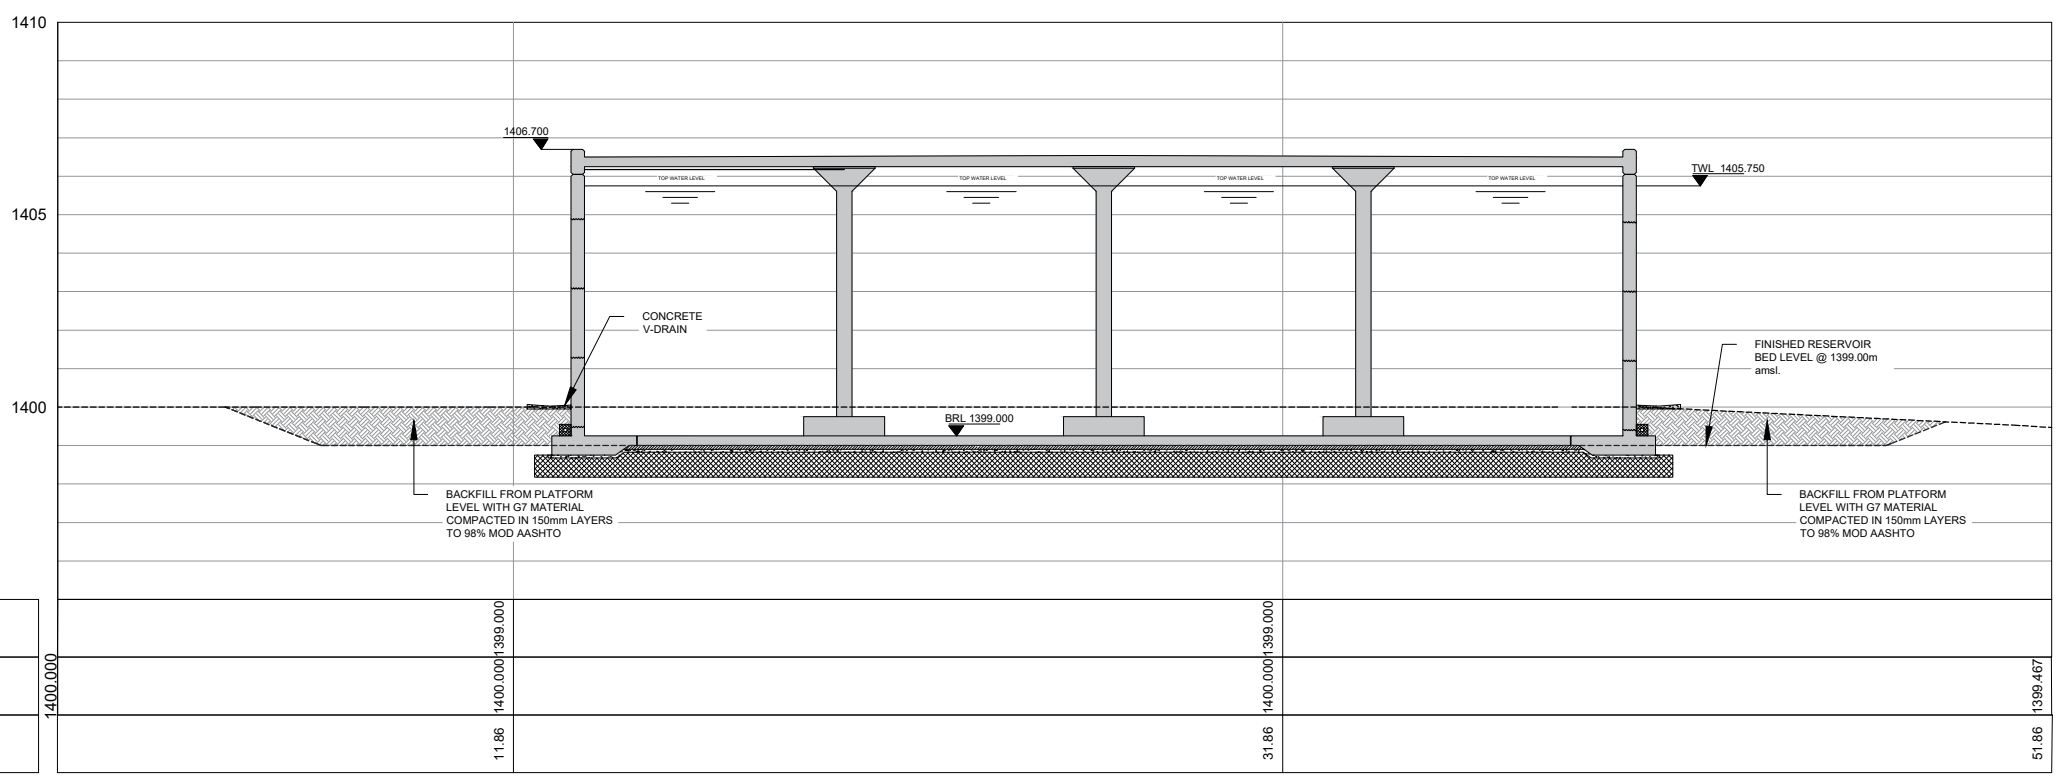 1410
1406.700
TWL 1405.750
TOP WATER LEVEL
TOP WATER LEVEL
TOP WATER LEVEL
TOP WATER LEVEL
1405
CONCRETE
V-DRAIN
FINISHED RESERVOIR
BED LEVEL @ 1399.00m
amsl.
1400
BRL 1399.000
BACKFILL FROM PLATFORM
LEVEL WITH G7 MATERIAL
COMPACTED IN 150mm LAYERS
TO 98% MOD AASHTO
BACKFILL FROM PLATFORM
LEVEL WITH G7 MATERIAL
COMPACTED IN 150mm LAYERS
TO 98% MOD AASHTO
1399.000
1399.000
1400.000
1400.000
1400.000
1399.467
11.86
31.86
51.86